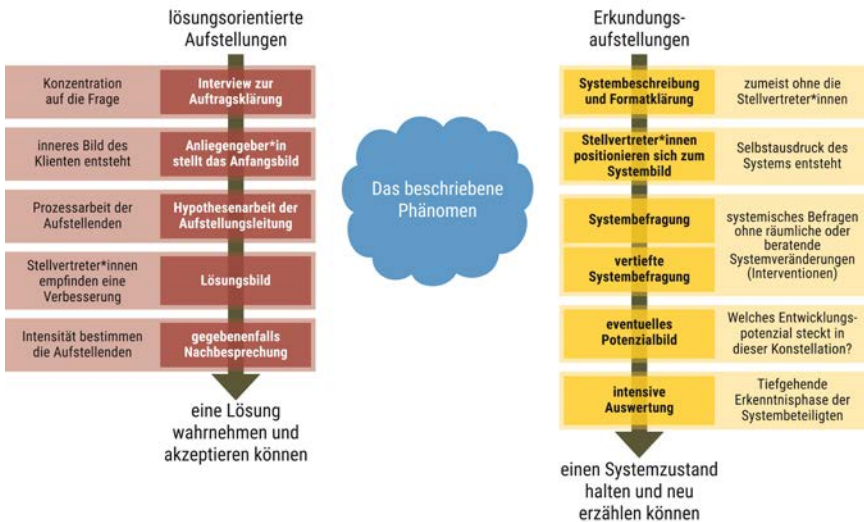 lösungsorientierte
Aufstellungen
Konzentration
auf die Frage
Interview zur
Auftragsklärung
inneres Bild des
Klienten entsteht
Anliegengeber*in
stellt das Anfangsbild
Prozessarbeit der
Aufstellenden
Hypothesenarbeit der
Aufstellungsleitung
Stellvertreter*innen
empfinden eine
Verbesserung
Lösungsbild
Intensität bestimmen
die Aufstellenden
gegebenenfalls
Nachbesprechung
eine Lösung
wahrnehmen und
akzeptieren können
Das beschriebene
Phänomen
Erkundungs-
aufstellungen
Systembeschreibung
und Formatklärung
zumeist ohne die
Stellvertreter*innen
Stellvertreter*innen
positionieren sich zum
Systembild
Selbstausdruck des
Systems entsteht
Systembefragung
vertiefte
Systembefragung
systemisches Befragen
ohne räumliche oder
beratende
Systemveränderungen
(Interventionen)
eventuelles
Potenzialbild
Welches Entwicklungs-
potenzial steckt in
dieser Konstellation?
intensive
Auswertung
Tiefgehende
Erkenntnisphase der
Systembeteiligten
einen Systemzustand
halten und neu
erzählen können